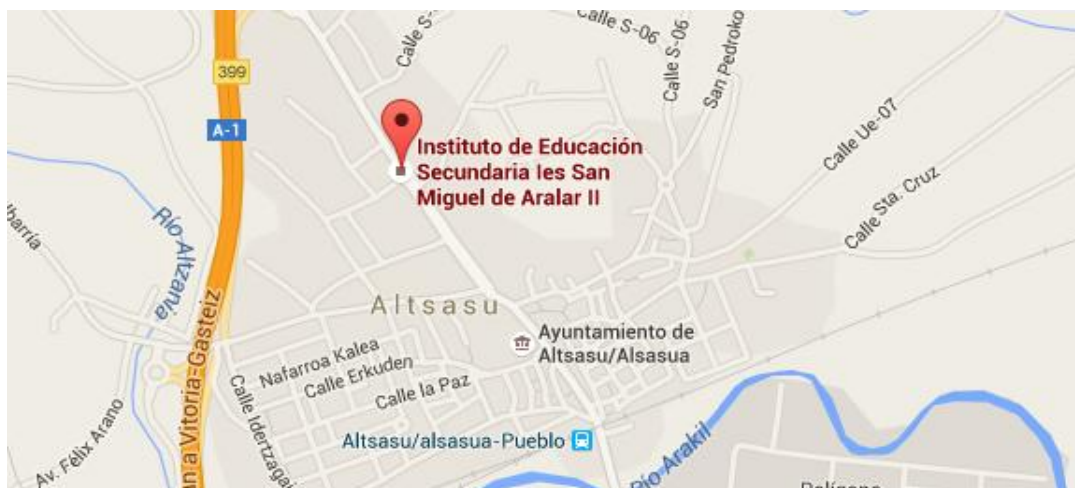 Calle S-
Calle S-06
Calle S-06
San Pedroko
399
A-1
Instituto de Educación
Secundaria Ies San
Miguel de Aralar II
Calle Ue-07
Calle Sta. Cruz
Ibarría
Río Altzania
Altsasu
Ayuntamiento de
Altsasu/Alsasua
Nafarroa Kalea
Calle Erkuden
Calle la Paz
Calle Idertzagai
Vitoria-Gasteiz
Av. Félix Arano
Altsasu/alsasua-Pueblo
Río Arakil